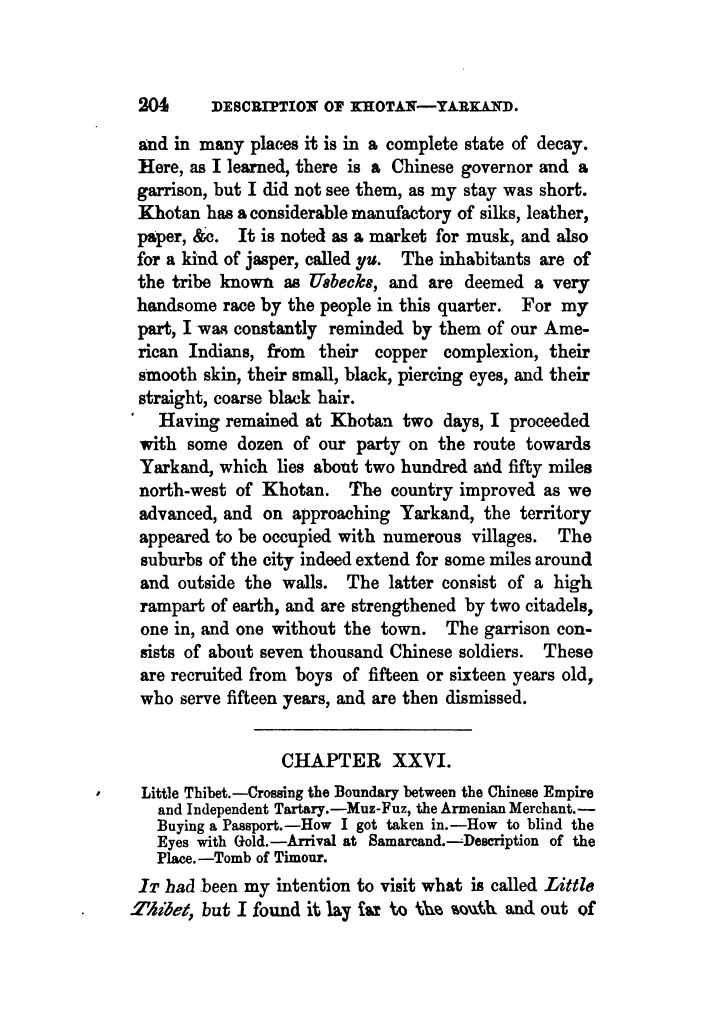 204 DESCRIPTION OF KHOTAN—YARKAND.
and in many places it is in a complete state of decay.
Here, as I learned, there is a Chinese governor and a
garrison, but I did not see them, as my stay was short.
Khotan has a considerable manufactory of silks, leather,
paper, &c. It is noted as a market for musk, and also
for a kind of jasper, called yu. The inhabitants are of
the tribe known as Usbecks, and are deemed a very
handsome race by the people in this quarter. For my
part, I was constantly reminded by them of our Ame-
rican Indians, from their copper complexion, their
smooth skin, their small, black, piercing eyes, and their
straight, coarse black hair.
Having remained at Khotan two days, I proceeded
with some dozen of our party on the route towards
Yarkand, which lies about two hundred and fifty miles
north-west of Khotan. The country improved as we
advanced, and on approaching Yarkand, the territory
appeared to be occupied with numerous villages. The
suburbs of the city indeed extend for some miles around
and outside the walls. The latter consist of a high
rampart of earth, and are strengthened by two citadels,
one in, and one without the town. The garrison con-
sists of about seven thousand Chinese soldiers. These
are recruited from boys of fifteen or sixteen years old,
who serve fifteen years, and are then dismissed.
CHAPTER XXVI.
Little Thibet.—Crossing the Boundary between the Chinese Empire
and Independent Tartary.—Muz-Fuz, the Armenian Merchant.—
Buying a Passport.—How I got taken in.—How to blind the
Eyes with Gold.—Arrival at Samarcand.—Description of the
Place.—Tomb of Timour.
IT had been my intention to visit what is called Little
Thibet, but I found it lay far to the south and out of